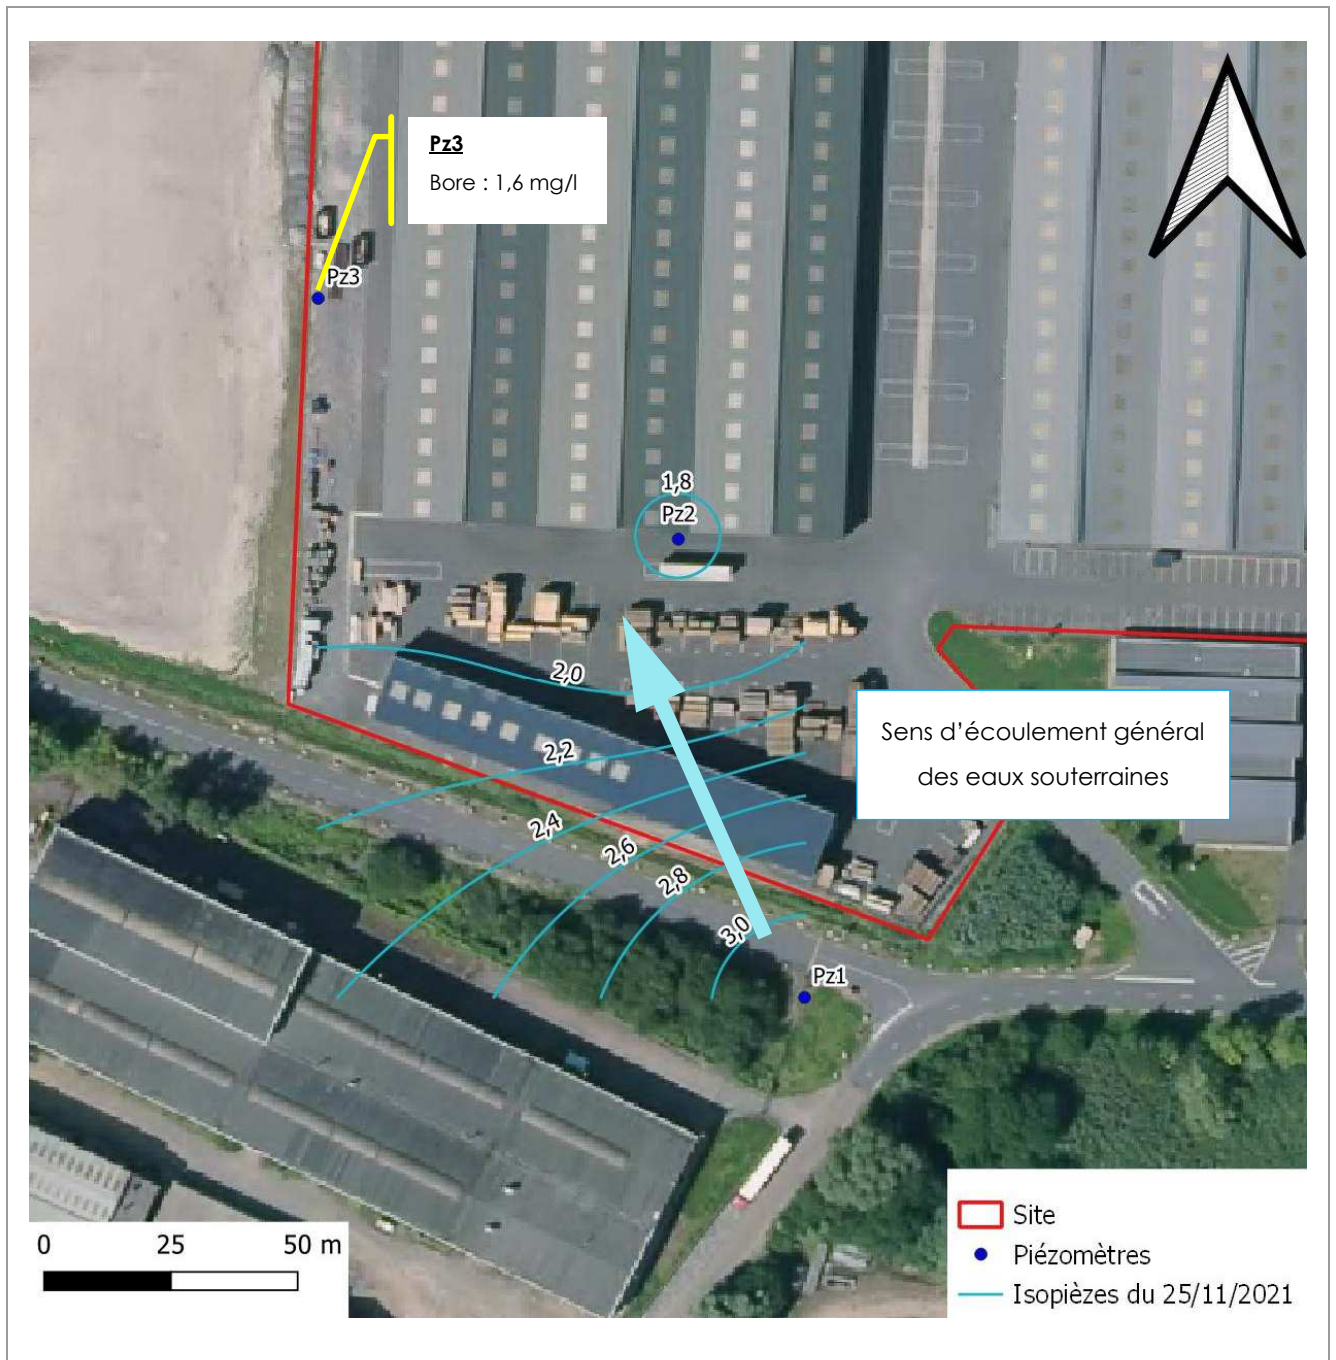 Pz3
Bore : 1,6 mg/l
Pz3
1,8
Pz2
2,0
2,2
2,4
2,6
2,8
3,0
Sens d’écoulement général
des eaux souterraines
Pz1
0 25 50 m
Site
Piézomètres
Isopièzes du 25/11/2021